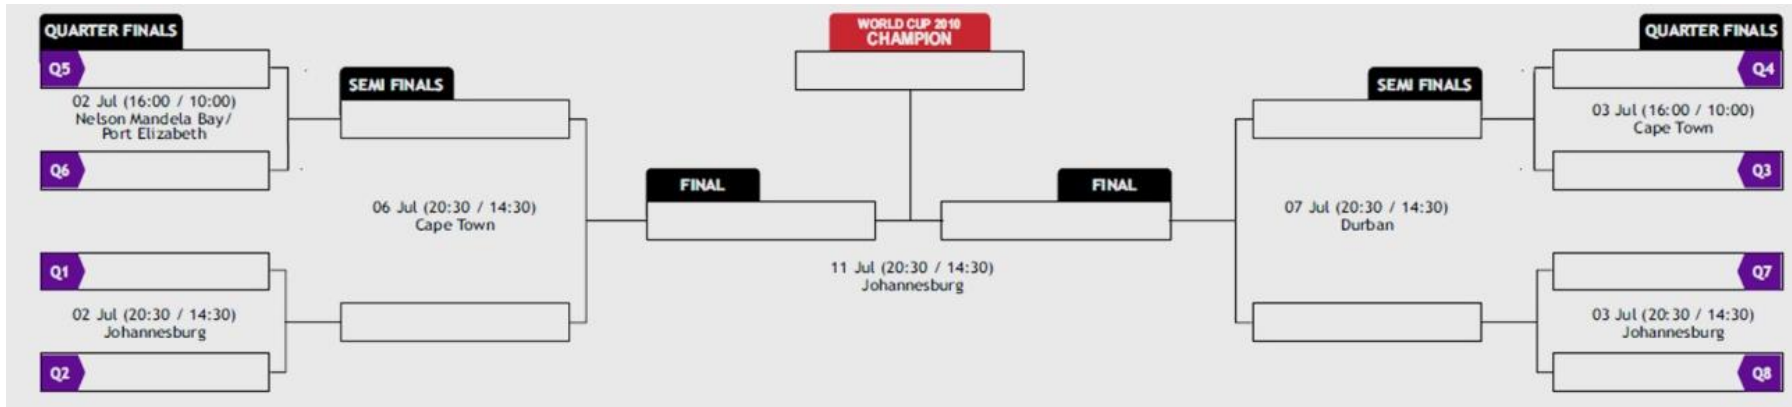 QUARTER FINALS
Q5
02 Jul (16:00 / 10:00)
Nelson Mandela Bay/
Port Elizabeth
Q6
Q1
02 Jul (20:30 / 14:30)
Johannesburg
Q2
SEMI FINALS
06 Jul (20:30 / 14:30)
Cape Town
FINAL
WORLD CUP 2010
CHAMPION
11 Jul (20:30 / 14:30)
Johannesburg
FINAL
SEMI FINALS
07 Jul (20:30 / 14:30)
Durban
QUARTER FINALS
Q4
03 Jul (16:00 / 10:00)
Cape Town
Q3
Q7
03 Jul (20:30 / 14:30)
Johannesburg
Q8